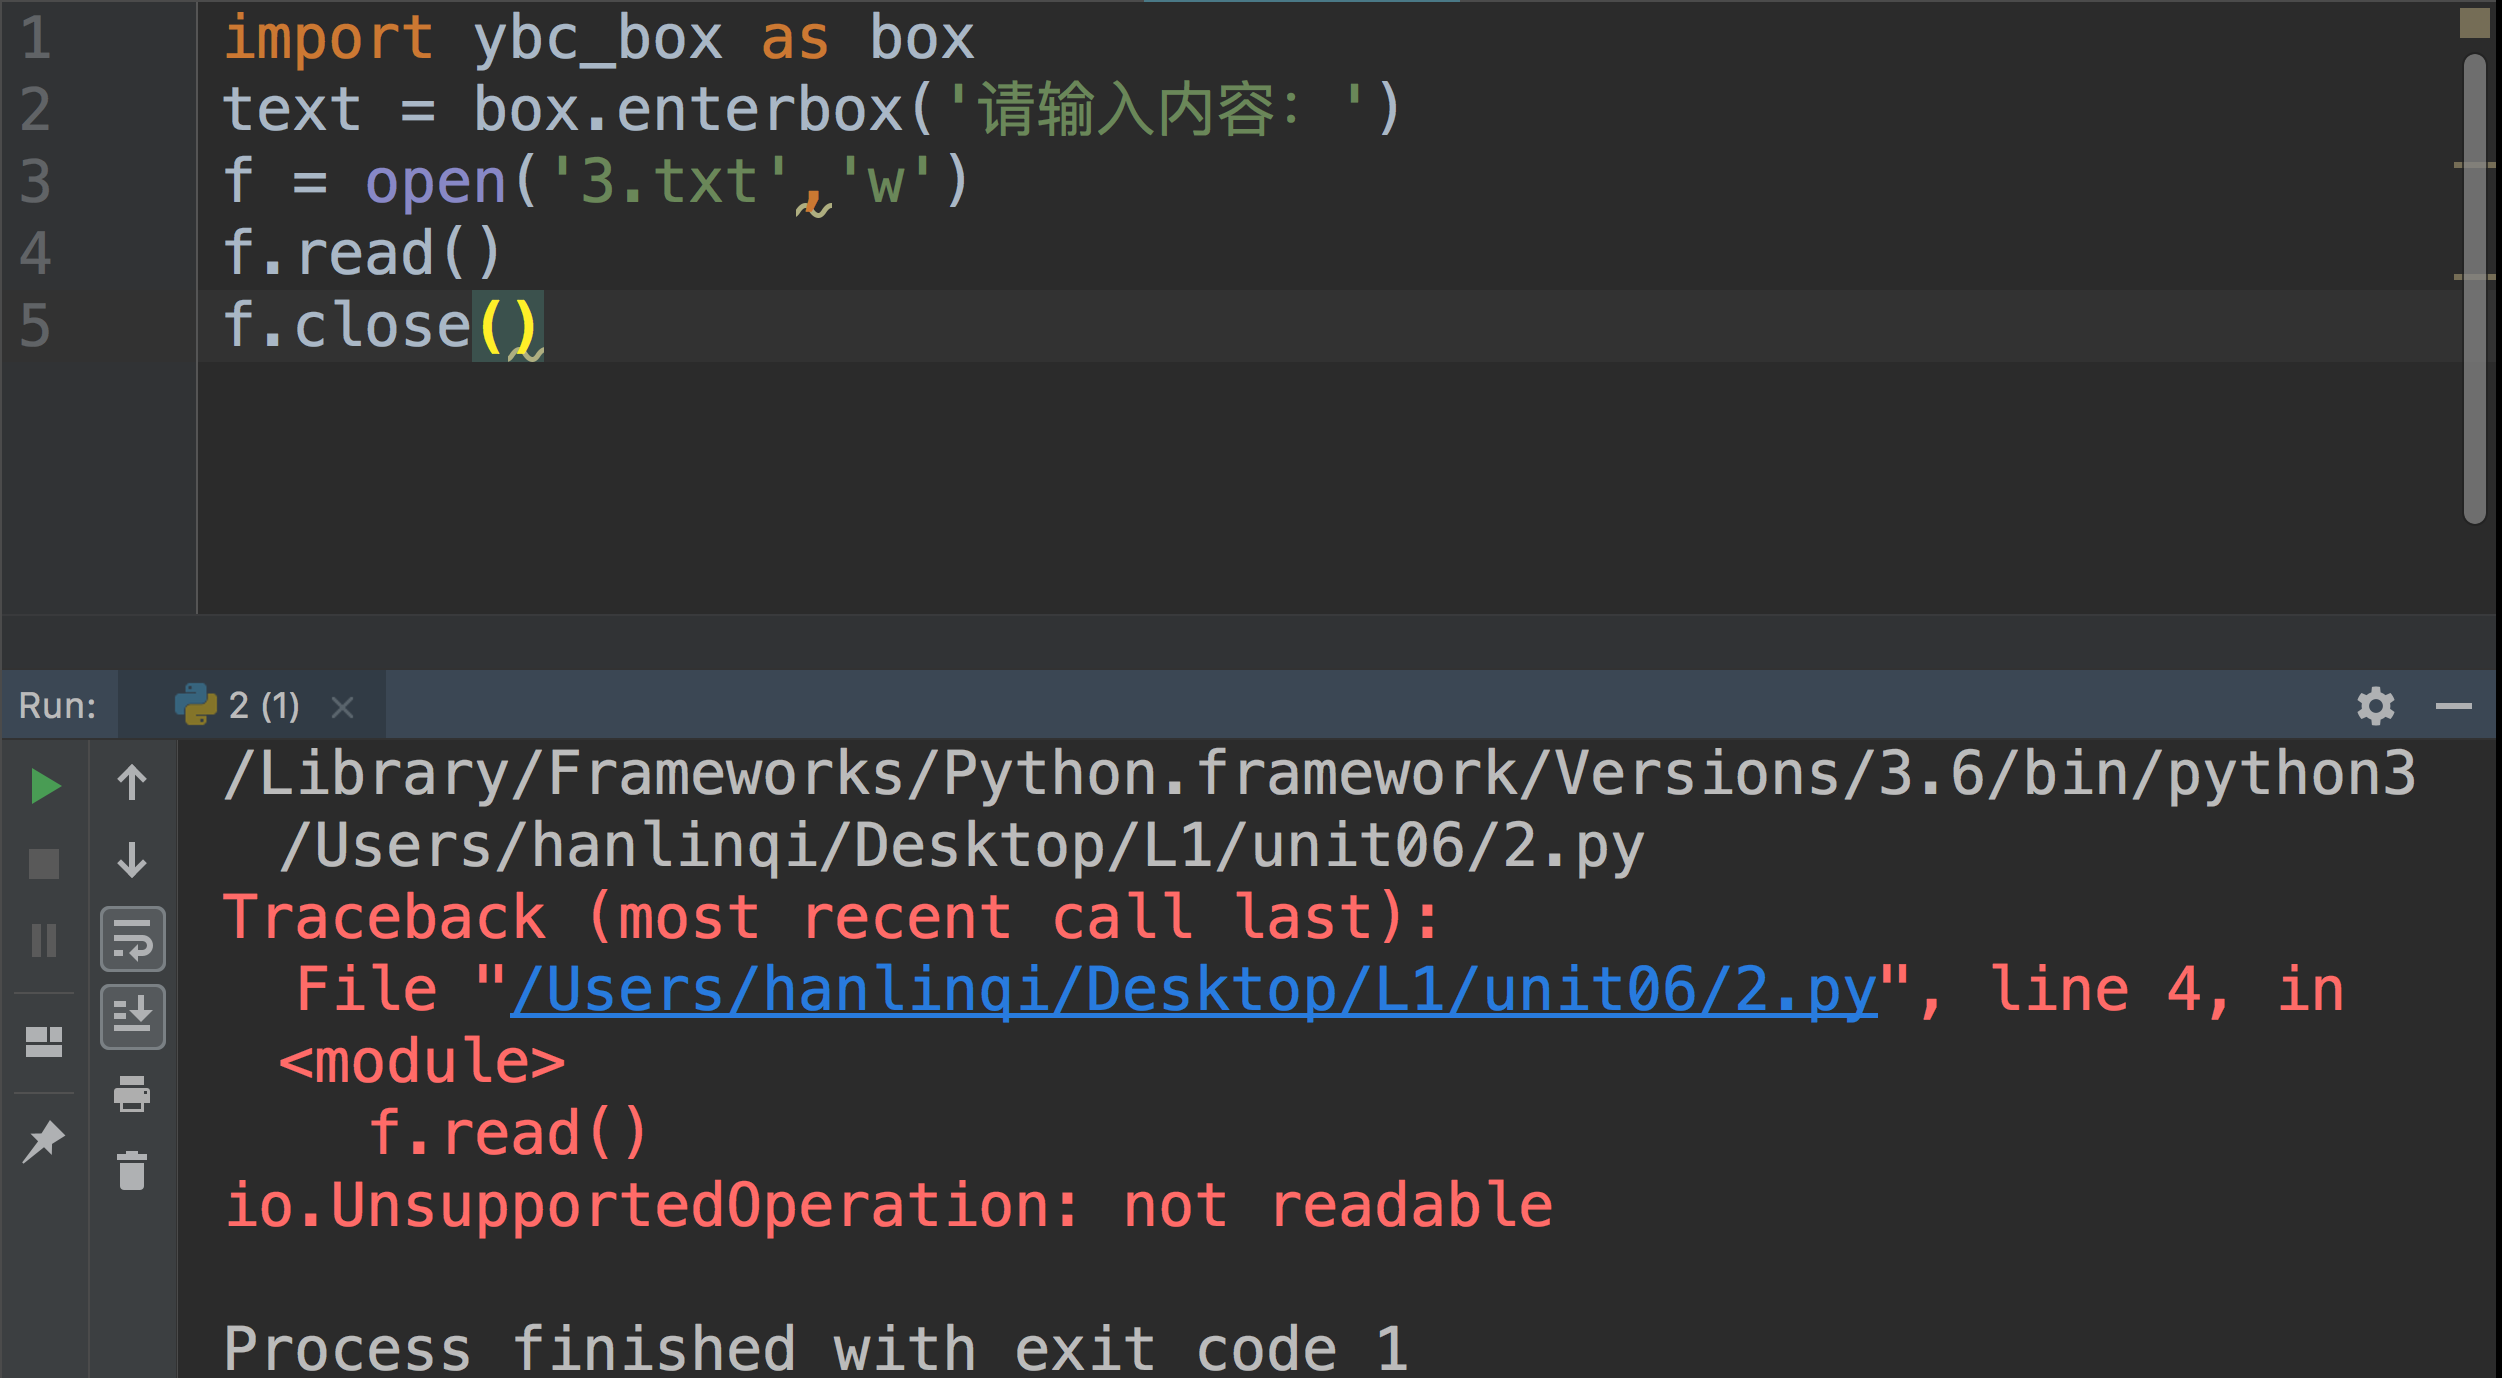 1 import ybc_box as box
2 text = box.enterbox('请输入内容：')
3 f = open('3.txt','w')
4 f.read()
5 f.close()
Run: 2 (1)
/Library/Frameworks/Python.framework/Versions/3.6/bin/python3
/Users/hanlinqi/Desktop/L1/unit06/2.py
Traceback (most recent call last):
File "/Users/hanlinqi/Desktop/L1/unit06/2.py", line 4, in
<module>
f.read()
io.UnsupportedOperation: not readable
Process finished with exit code 1